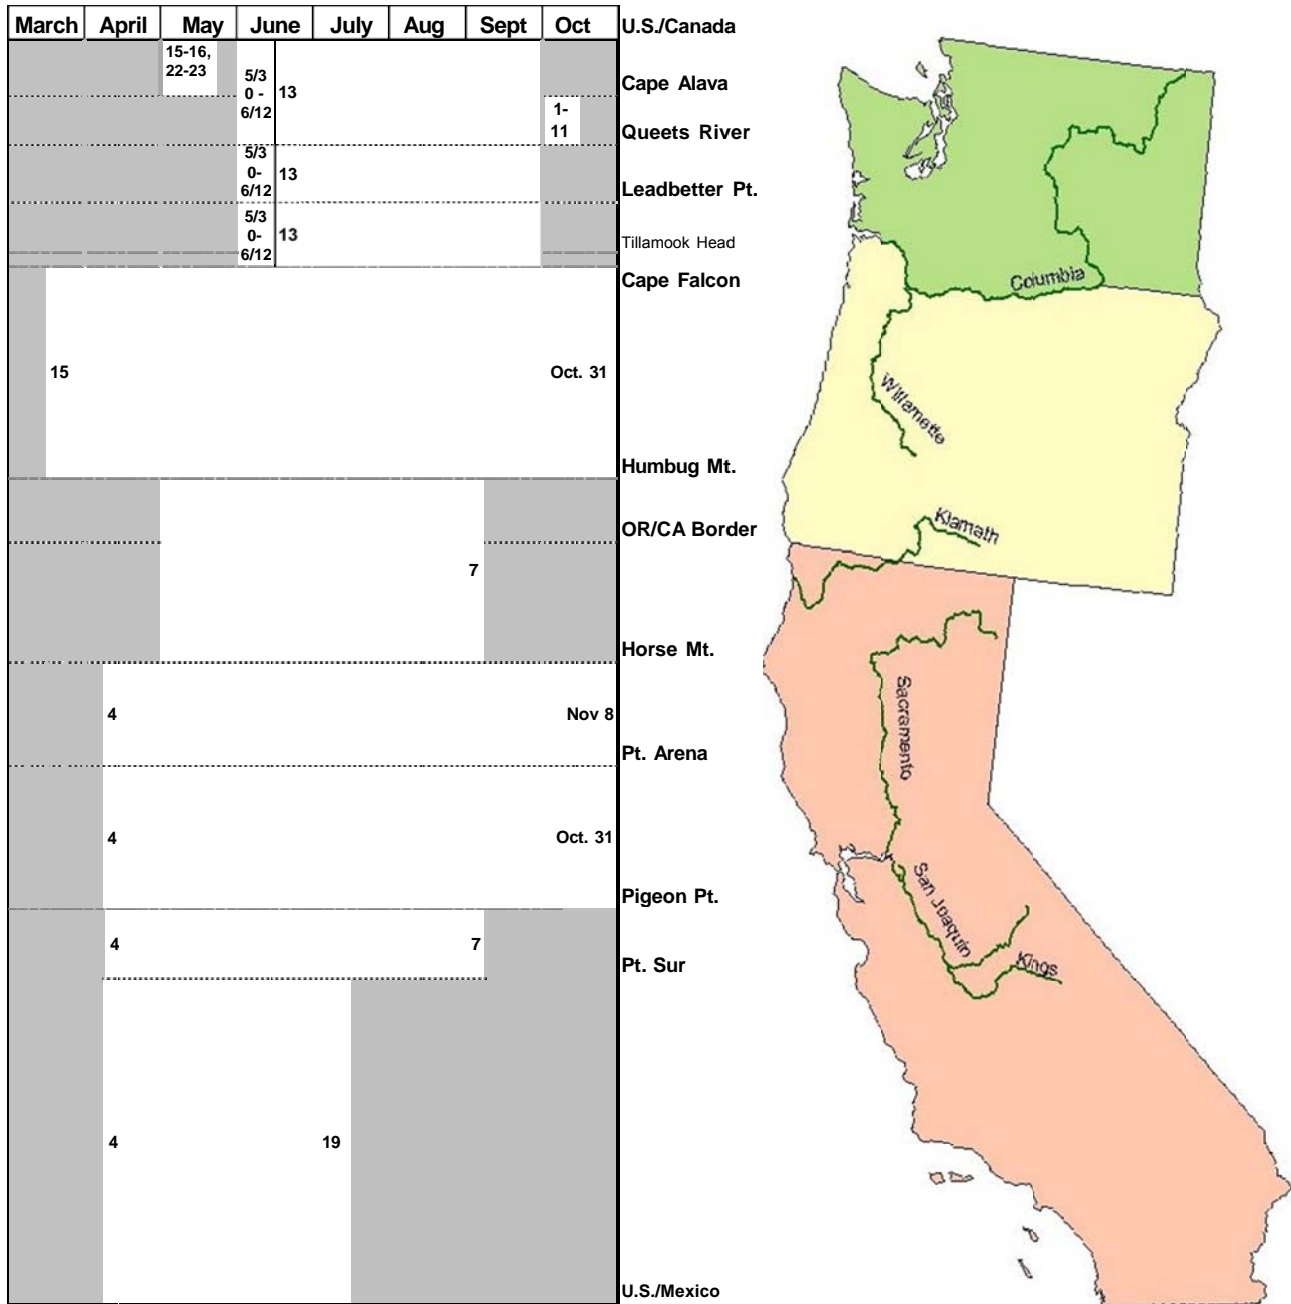 March April May June July Aug Sept Oct
U.S./Canada
15-16,
22-23
5/3
0 -
6/12
13
Cape Alava
1-
11
Queets River
5/3
0-
6/12
13
Leadbetter Pt.
5/3
0-
6/12
13
Tillamook Head
Cape Falcon
15
Oct. 31
Humbug Mt.
OR/CA Border
7
Horse Mt.
4
Nov 8
Pt. Arena
4
Oct. 31
Pigeon Pt.
4
7
Pt. Sur
4
19
U.S./Mexico
Columbia
Willamette
Klamath
Sacramento
San Joaquin
Kings